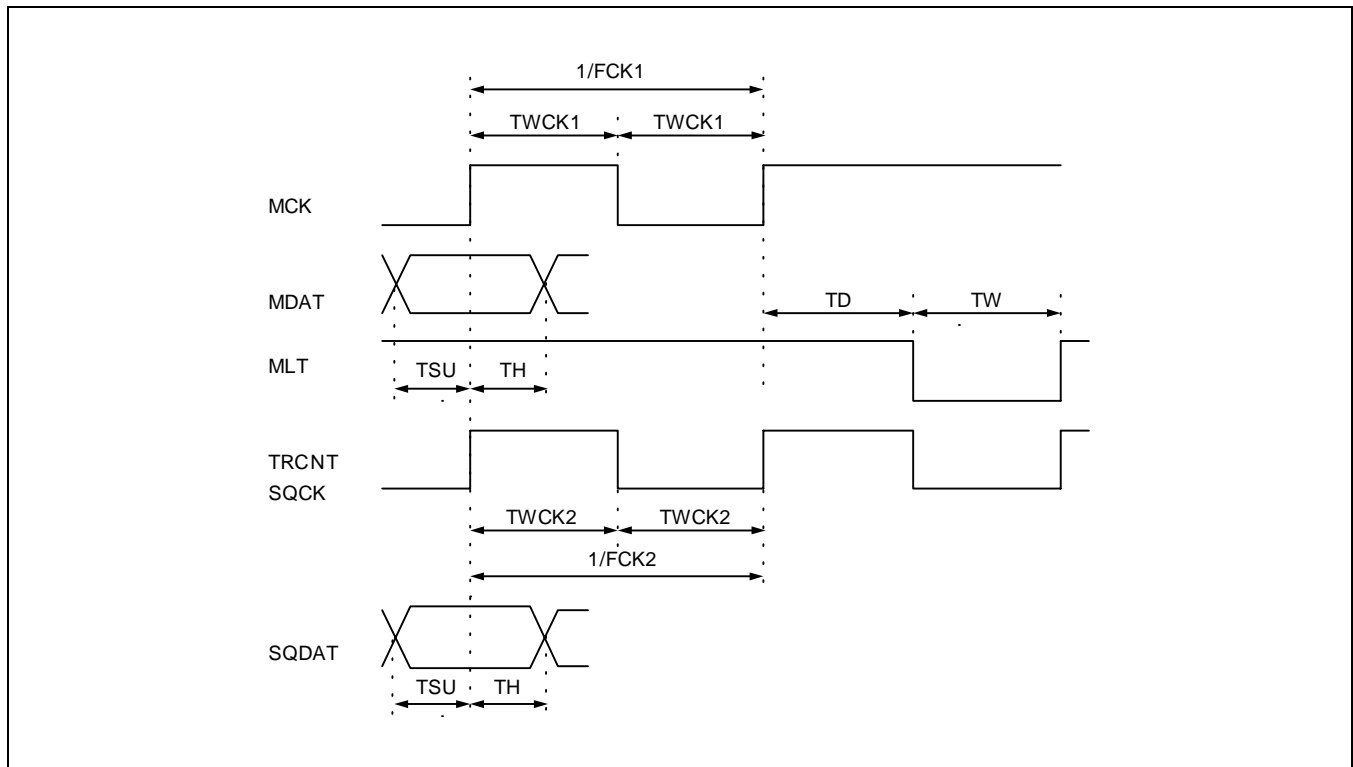 1/FCK1
TWCK1 TWCK1
MCK
MDAT
TD TW
MLT
TSU TH
TRCNT
SQCK
TWCK2 TWCK2
1/FCK2
SQDAT
TSU TH